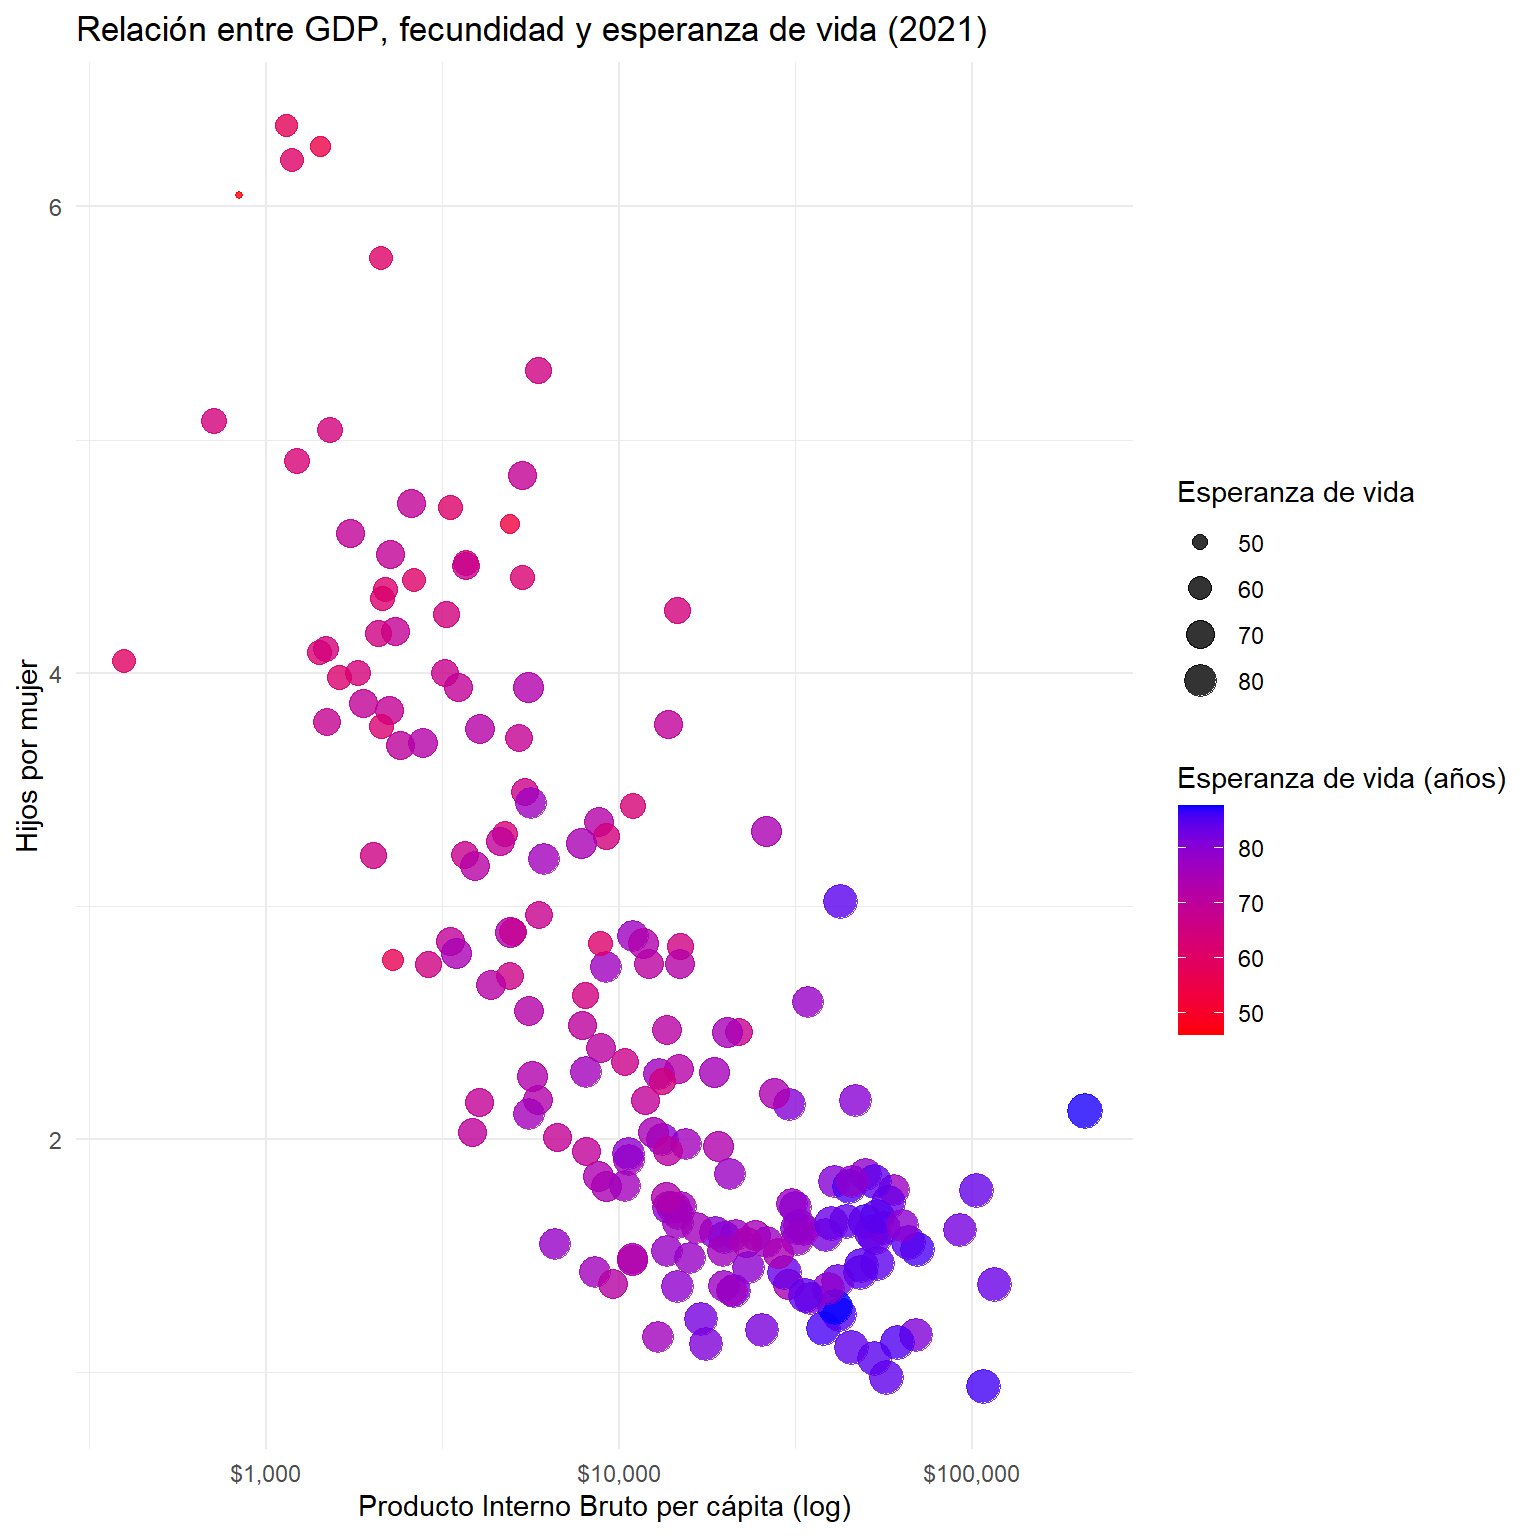 Relación entre GDP, fecundidad y esperanza de vida (2021)
6
4
2
Hijos por mujer
$1,000
$10,000
$100,000
Producto Interno Bruto per cápita (log)
Esperanza de vida
50
60
70
80
Esperanza de vida (años)
80
70
60
50